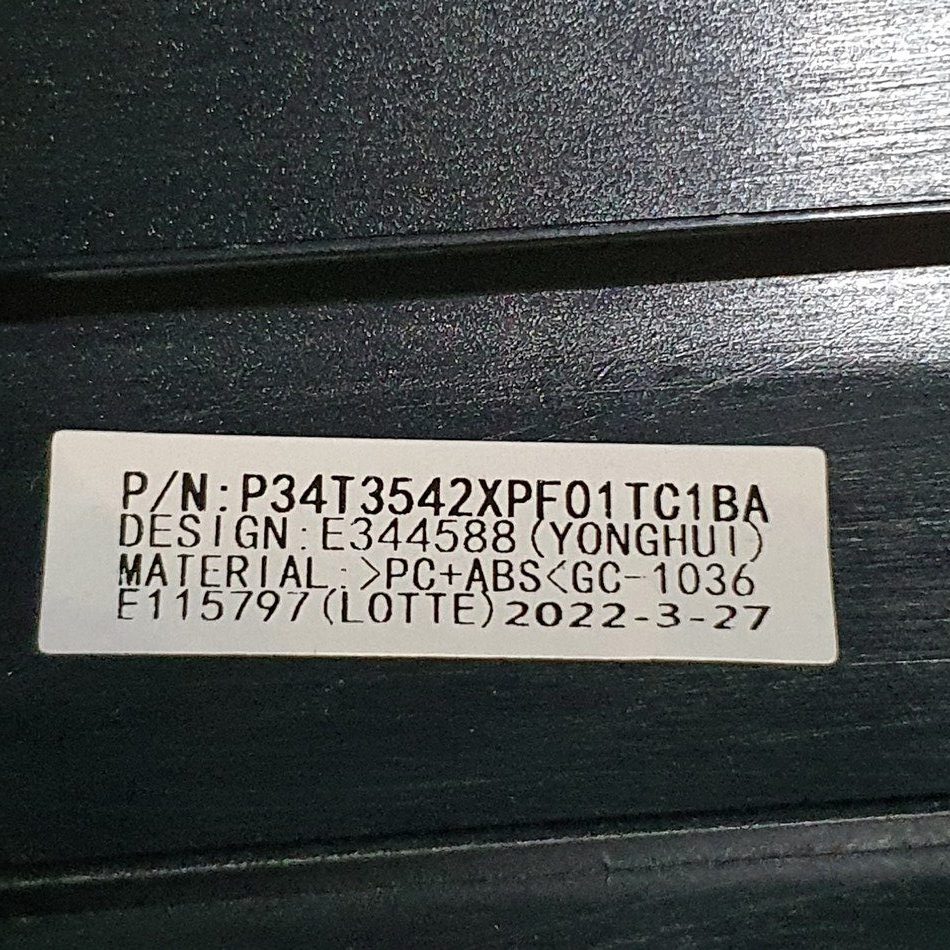 P/N:P34T3542XPF01TC1BA
DESIGN:E344588(YONGHUI)
MATERIAL:>PC+ABS<GC-1036
E115797(LOTTE)2022-3-27